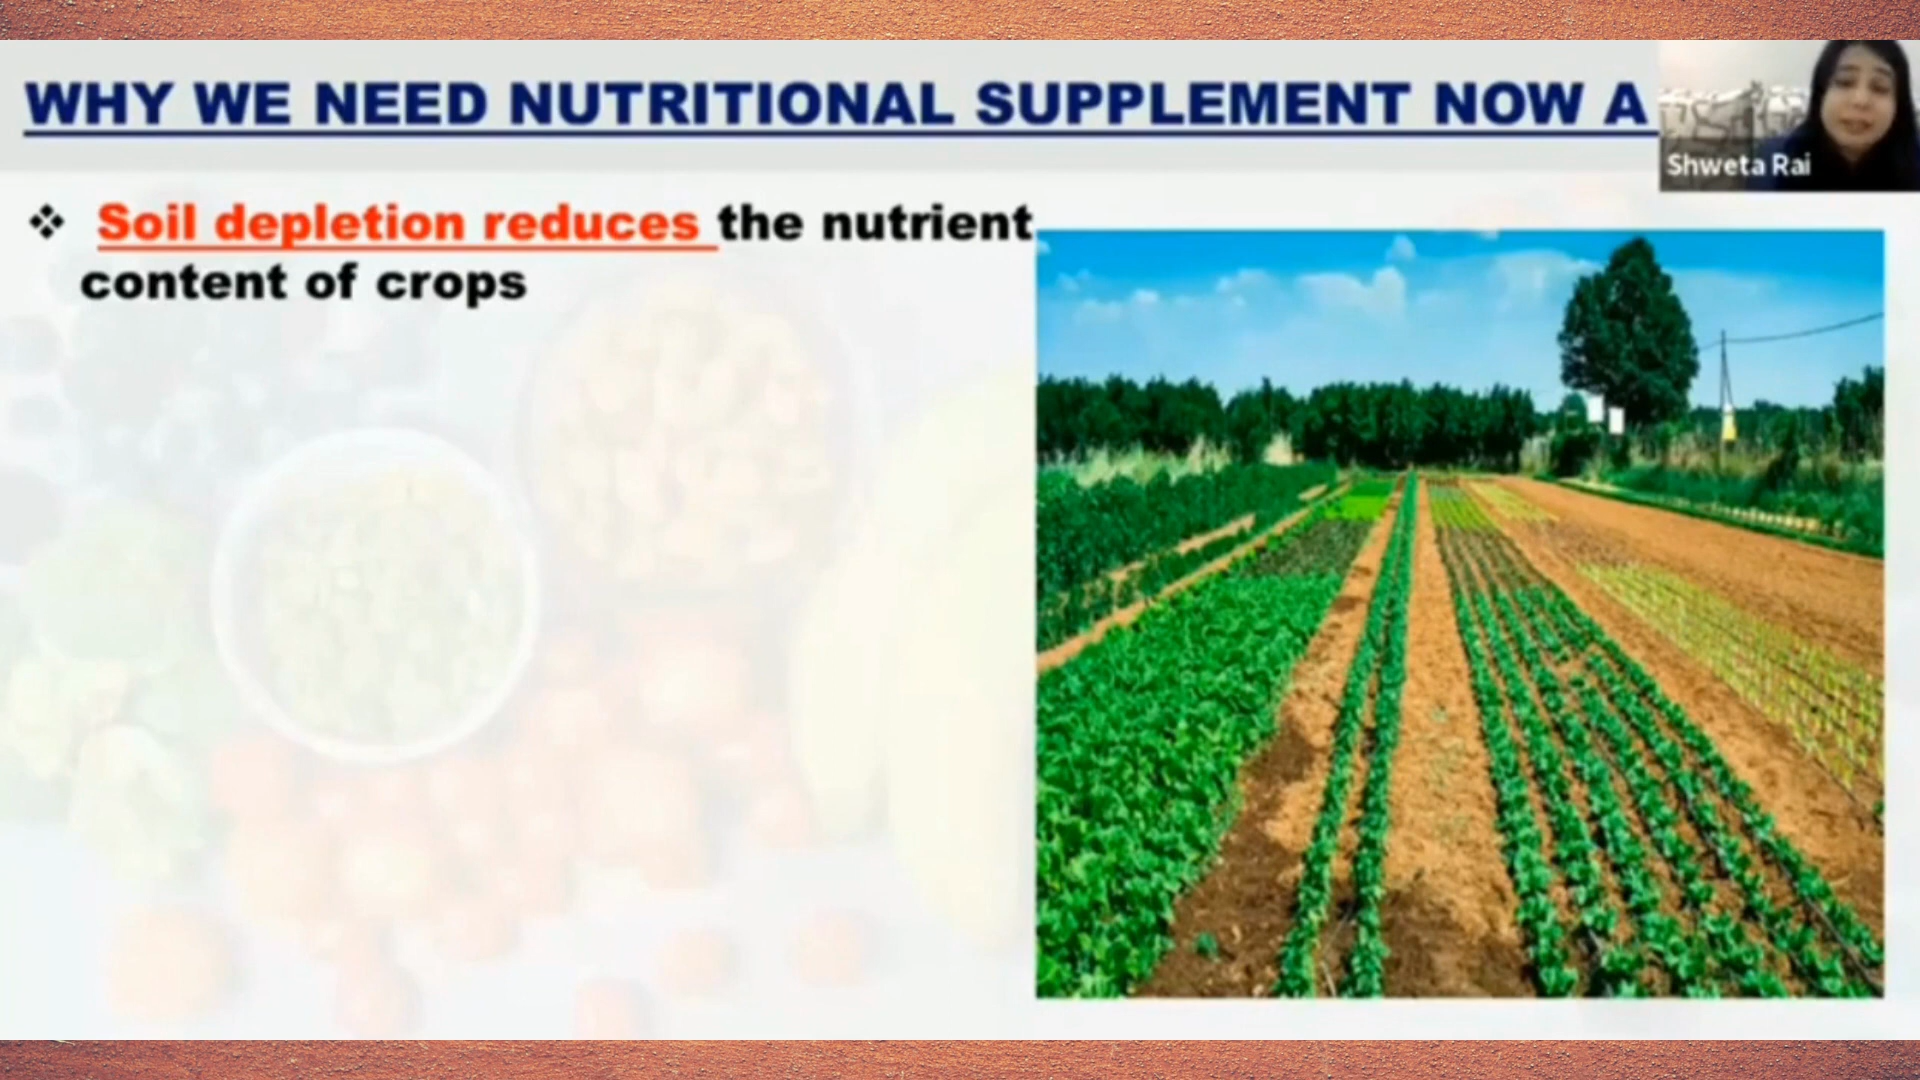 WHY WE NEED NUTRITIONAL SUPPLEMENT NOW A
Shweta Rai
❖ Soil depletion reduces the nutrient
content of crops